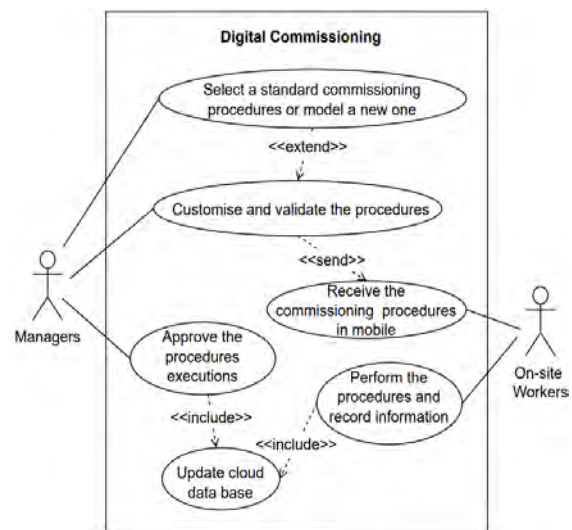 Digital Commissioning
Select a standard commissioning
procedures or model a new one
<<extend>>
Customise and validate the procedures
<<send>>
Receive the
commissioning procedures
in mobile
Managers
Approve the
procedures
executions
On-site
Workers
Perform the
procedures and
record information
<<include>>
<<include>>
Update cloud
data base